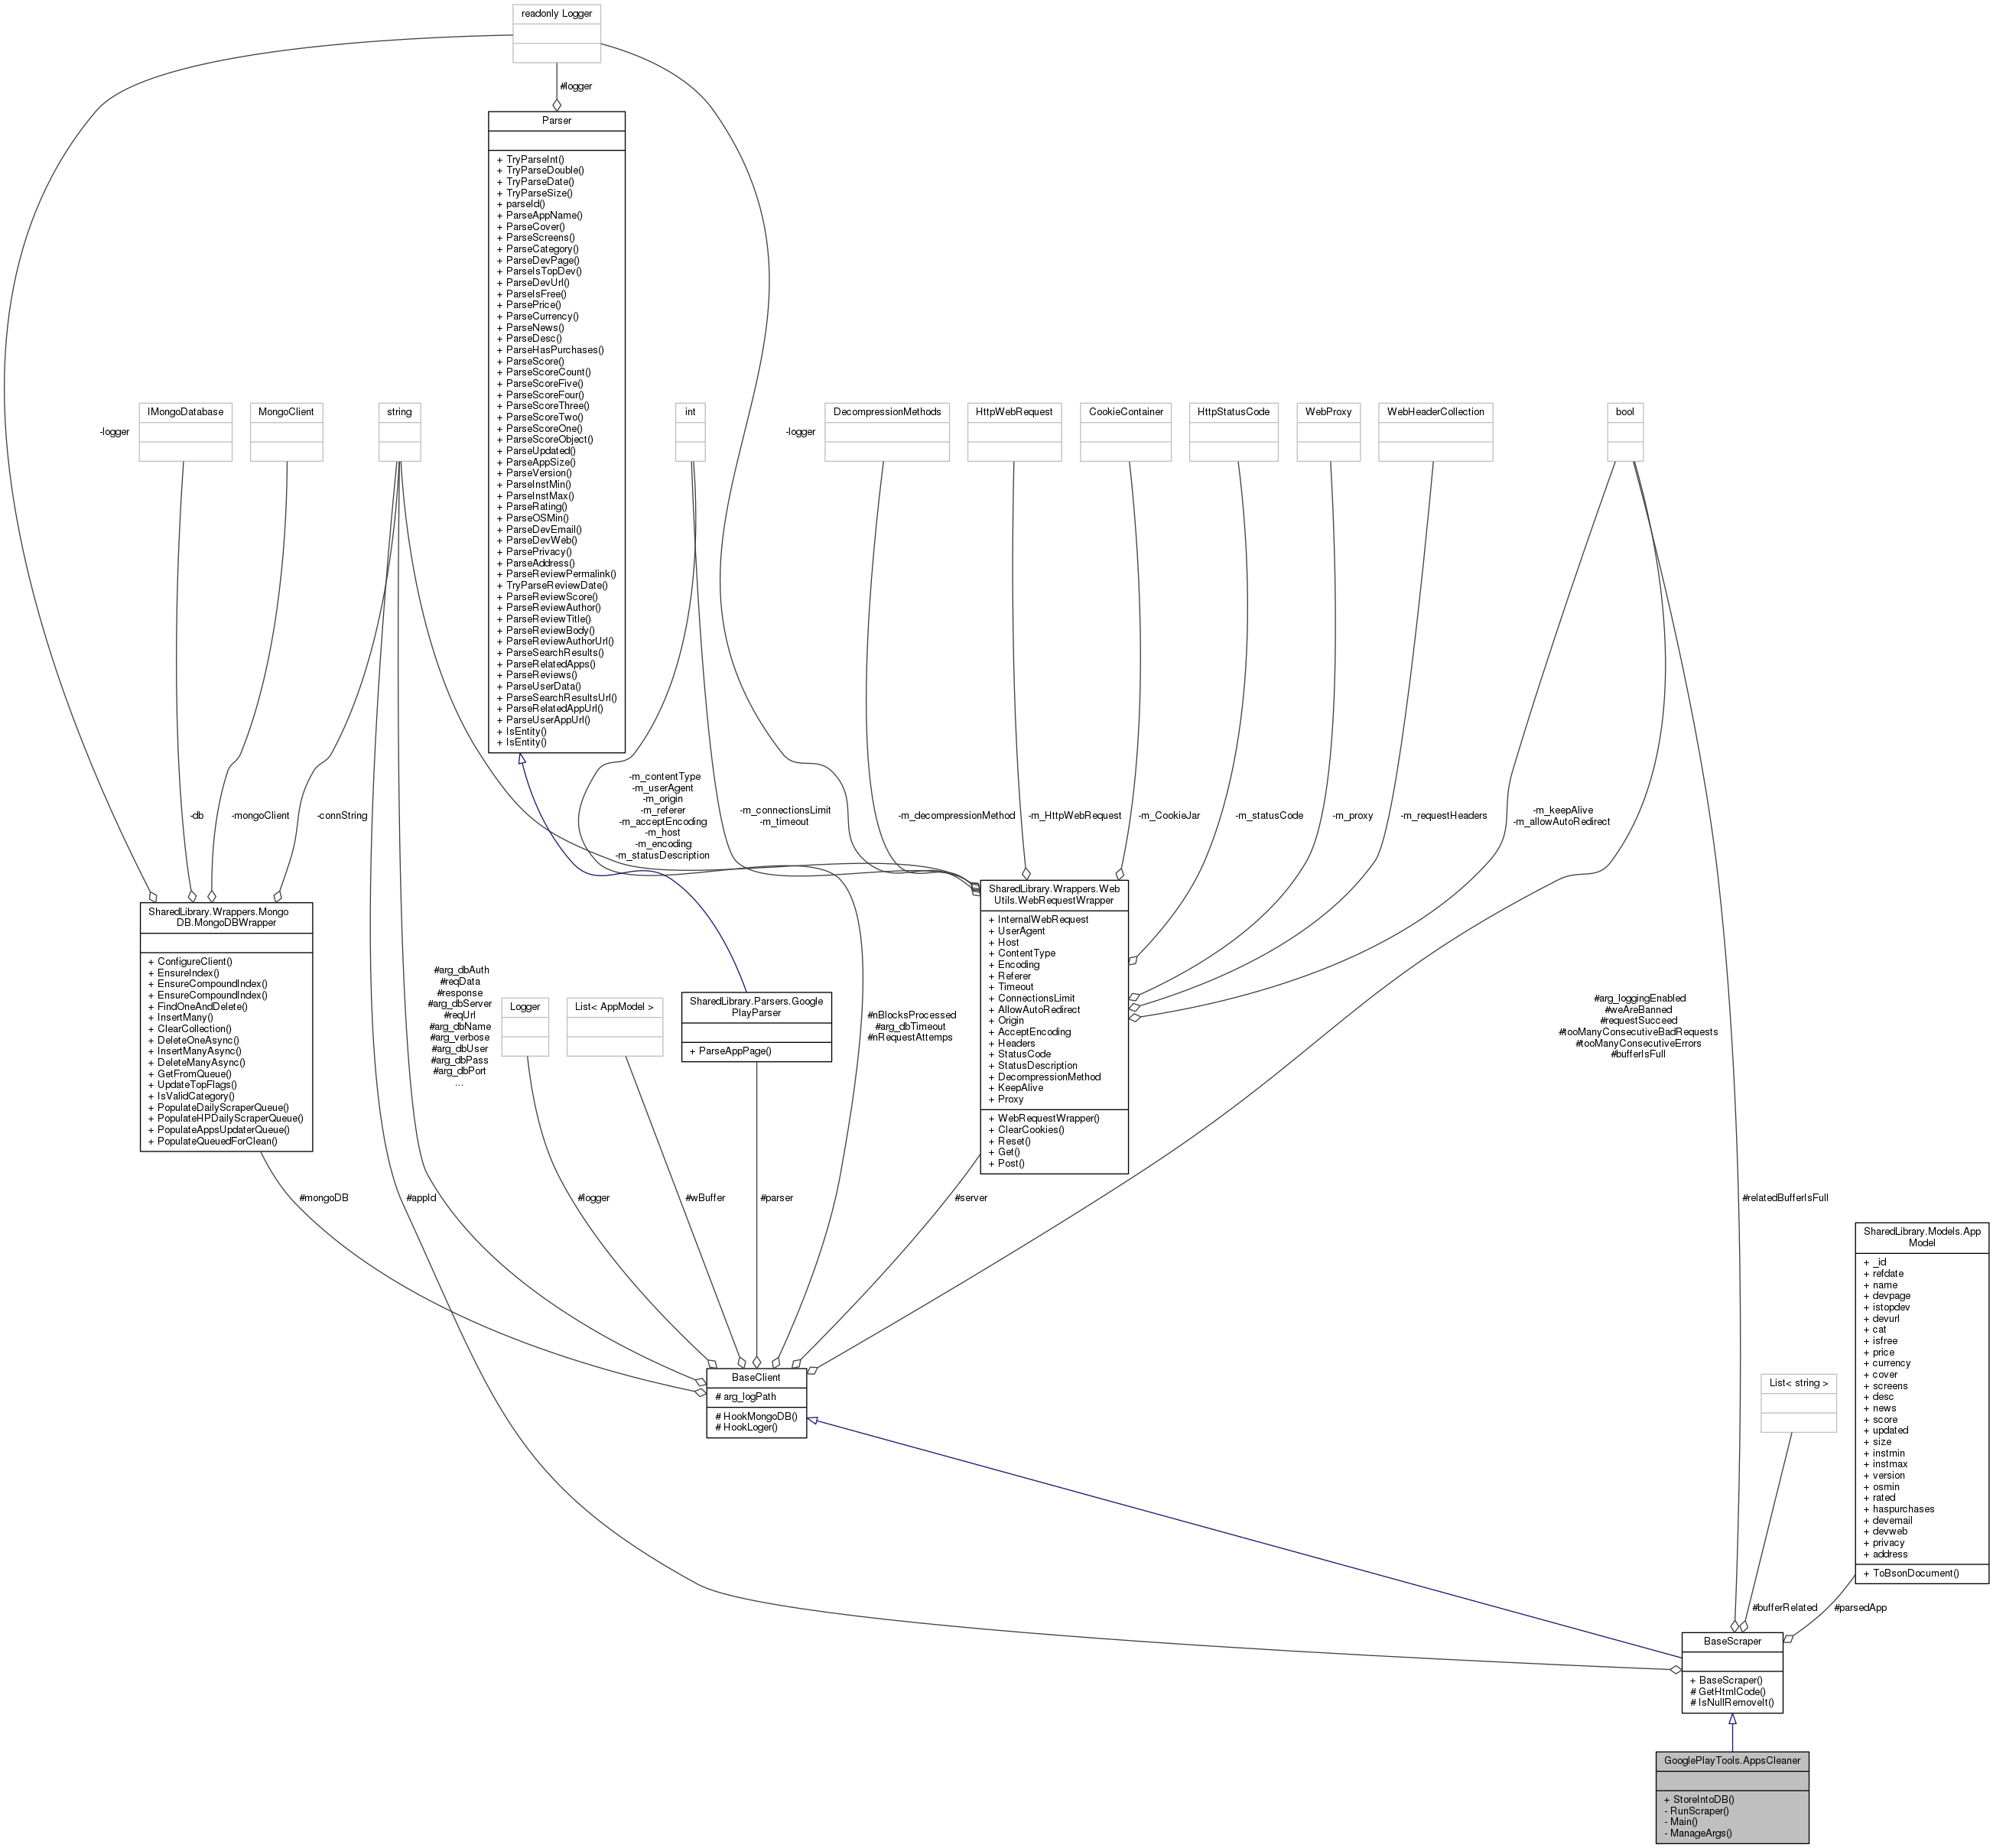 readonly Logger
#logger
Parser
+ TryParseInt()
+ TryParseDouble()
+ TryParseDate()
+ TryParseSize()
+ parseId()
+ ParseAppName()
+ ParseCover()
+ ParseScreens()
+ ParseCategory()
+ ParseDevPage()
+ ParseIsTopDev()
+ ParseDevUrl()
+ ParseIsFree()
+ ParsePrice()
+ ParseCurrency()
+ ParseNews()
+ ParseDesc()
+ ParseHasPurchases()
+ ParseScore()
+ ParseScoreCount()
+ ParseScoreFive()
+ ParseScoreFour()
+ ParseScoreThree()
+ ParseScoreTwo()
+ ParseScoreOne()
+ ParseScoreObject()
+ ParseUpdated()
+ ParseAppSize()
+ ParseVersion()
+ ParseInstMin()
+ ParseInstMax()
+ ParseRating()
+ ParseOSMin()
+ ParseDevEmail()
+ ParseDevWeb()
+ ParsePrivacy()
+ ParseAddress()
+ ParseReviewPermalink()
+ TryParseReviewDate()
+ ParseReviewScore()
+ ParseReviewAuthor()
+ ParseReviewTitle()
+ ParseReviewBody()
+ ParseReviewAuthorUrl()
+ ParseSearchResults()
+ ParseRelatedApps()
+ ParseReviews()
+ ParseUserData()
+ ParseSearchResultsUrl()
+ ParseRelatedAppUrl()
+ ParseUserAppUrl()
+ IsEntity()
+ IsEntity()
-logger
IMongoDatabase
MongoClient
string
int
-logger
DecompressionMethods
HttpWebRequest
CookieContainer
HttpStatusCode
WebProxy
WebHeaderCollection
bool
-db
-mongoClient
-connString
-m_contentType
-m_userAgent
-m_origin
-m_referer
-m_acceptEncoding
-m_host
-m_encoding
-m_statusDescription
-m_connectionsLimit
-m_timeout
-m_decompressionMethod
-m_HttpWebRequest
-m_CookieJar
-m_statusCode
-m_proxy
-m_requestHeaders
-m_keepAlive
-m_allowAutoRedirect
SharedLibrary.Wrappers.Mongo
DB.MongoDBWrapper
+ ConfigureClient()
+ EnsureIndex()
+ EnsureCompoundIndex()
+ EnsureCompoundIndex()
+ FindOneAndDelete()
+ InsertMany()
+ ClearCollection()
+ DeleteOneAsync()
+ InsertManyAsync()
+ DeleteManyAsync()
+ GetFromQueue()
+ UpdateTopFlags()
+ IsValidCategory()
+ PopulateDailyScraperQueue()
+ PopulateHPDailyScraperQueue()
+ PopulateAppsUpdaterQueue()
+ PopulateQueuedForClean()
#arg_dbAuth
#reqData
#response
#arg_dbServer
#reqUrl
#arg_dbName
#arg_verbose
#arg_dbUser
#arg_dbPass
#arg_dbPort
...
Logger
List< AppModel >
SharedLibrary.Parsers.Google
PlayParser
+ ParseAppPage()
#nBlocksProcessed
#arg_dbTimeout
#nRequestAttemps
SharedLibrary.Wrappers.Web
Utils.WebRequestWrapper
+ InternalWebRequest
+ UserAgent
+ Host
+ ContentType
+ Encoding
+ Referer
+ Timeout
+ ConnectionsLimit
+ AllowAutoRedirect
+ Origin
+ AcceptEncoding
+ Headers
+ StatusCode
+ StatusDescription
+ DecompressionMethod
+ KeepAlive
+ Proxy
+ WebRequestWrapper()
+ ClearCookies()
+ Reset()
+ Get()
+ Post()
#arg_loggingEnabled
#weAreBanned
#requestSucceed
#tooManyConsecutiveBadRequests
#tooManyConsecutiveErrors
#bufferIsFull
#mongoDB
#appId
#logger
#wBuffer
#parser
#server
#relatedBufferIsFull
SharedLibrary.Models.App
Model
+ _id
+ refdate
+ name
+ devpage
+ istopdev
+ devurl
+ cat
+ isfree
+ price
+ currency
+ cover
+ screens
+ desc
+ news
+ score
+ updated
+ size
+ instmin
+ instmax
+ version
+ osmin
+ rated
+ haspurchases
+ devemail
+ devweb
+ privacy
+ address
+ ToBsonDocument()
BaseClient
# arg_logPath
# HookMongoDB()
# HookLoger()
List< string >
#bufferRelated
#parsedApp
BaseScraper
+ BaseScraper()
# GetHtmlCode()
# IsNullRemoveIt()
GooglePlayTools.AppsCleaner
+ StoreIntoDB()
- RunScraper()
- Main()
- ManageArgs()